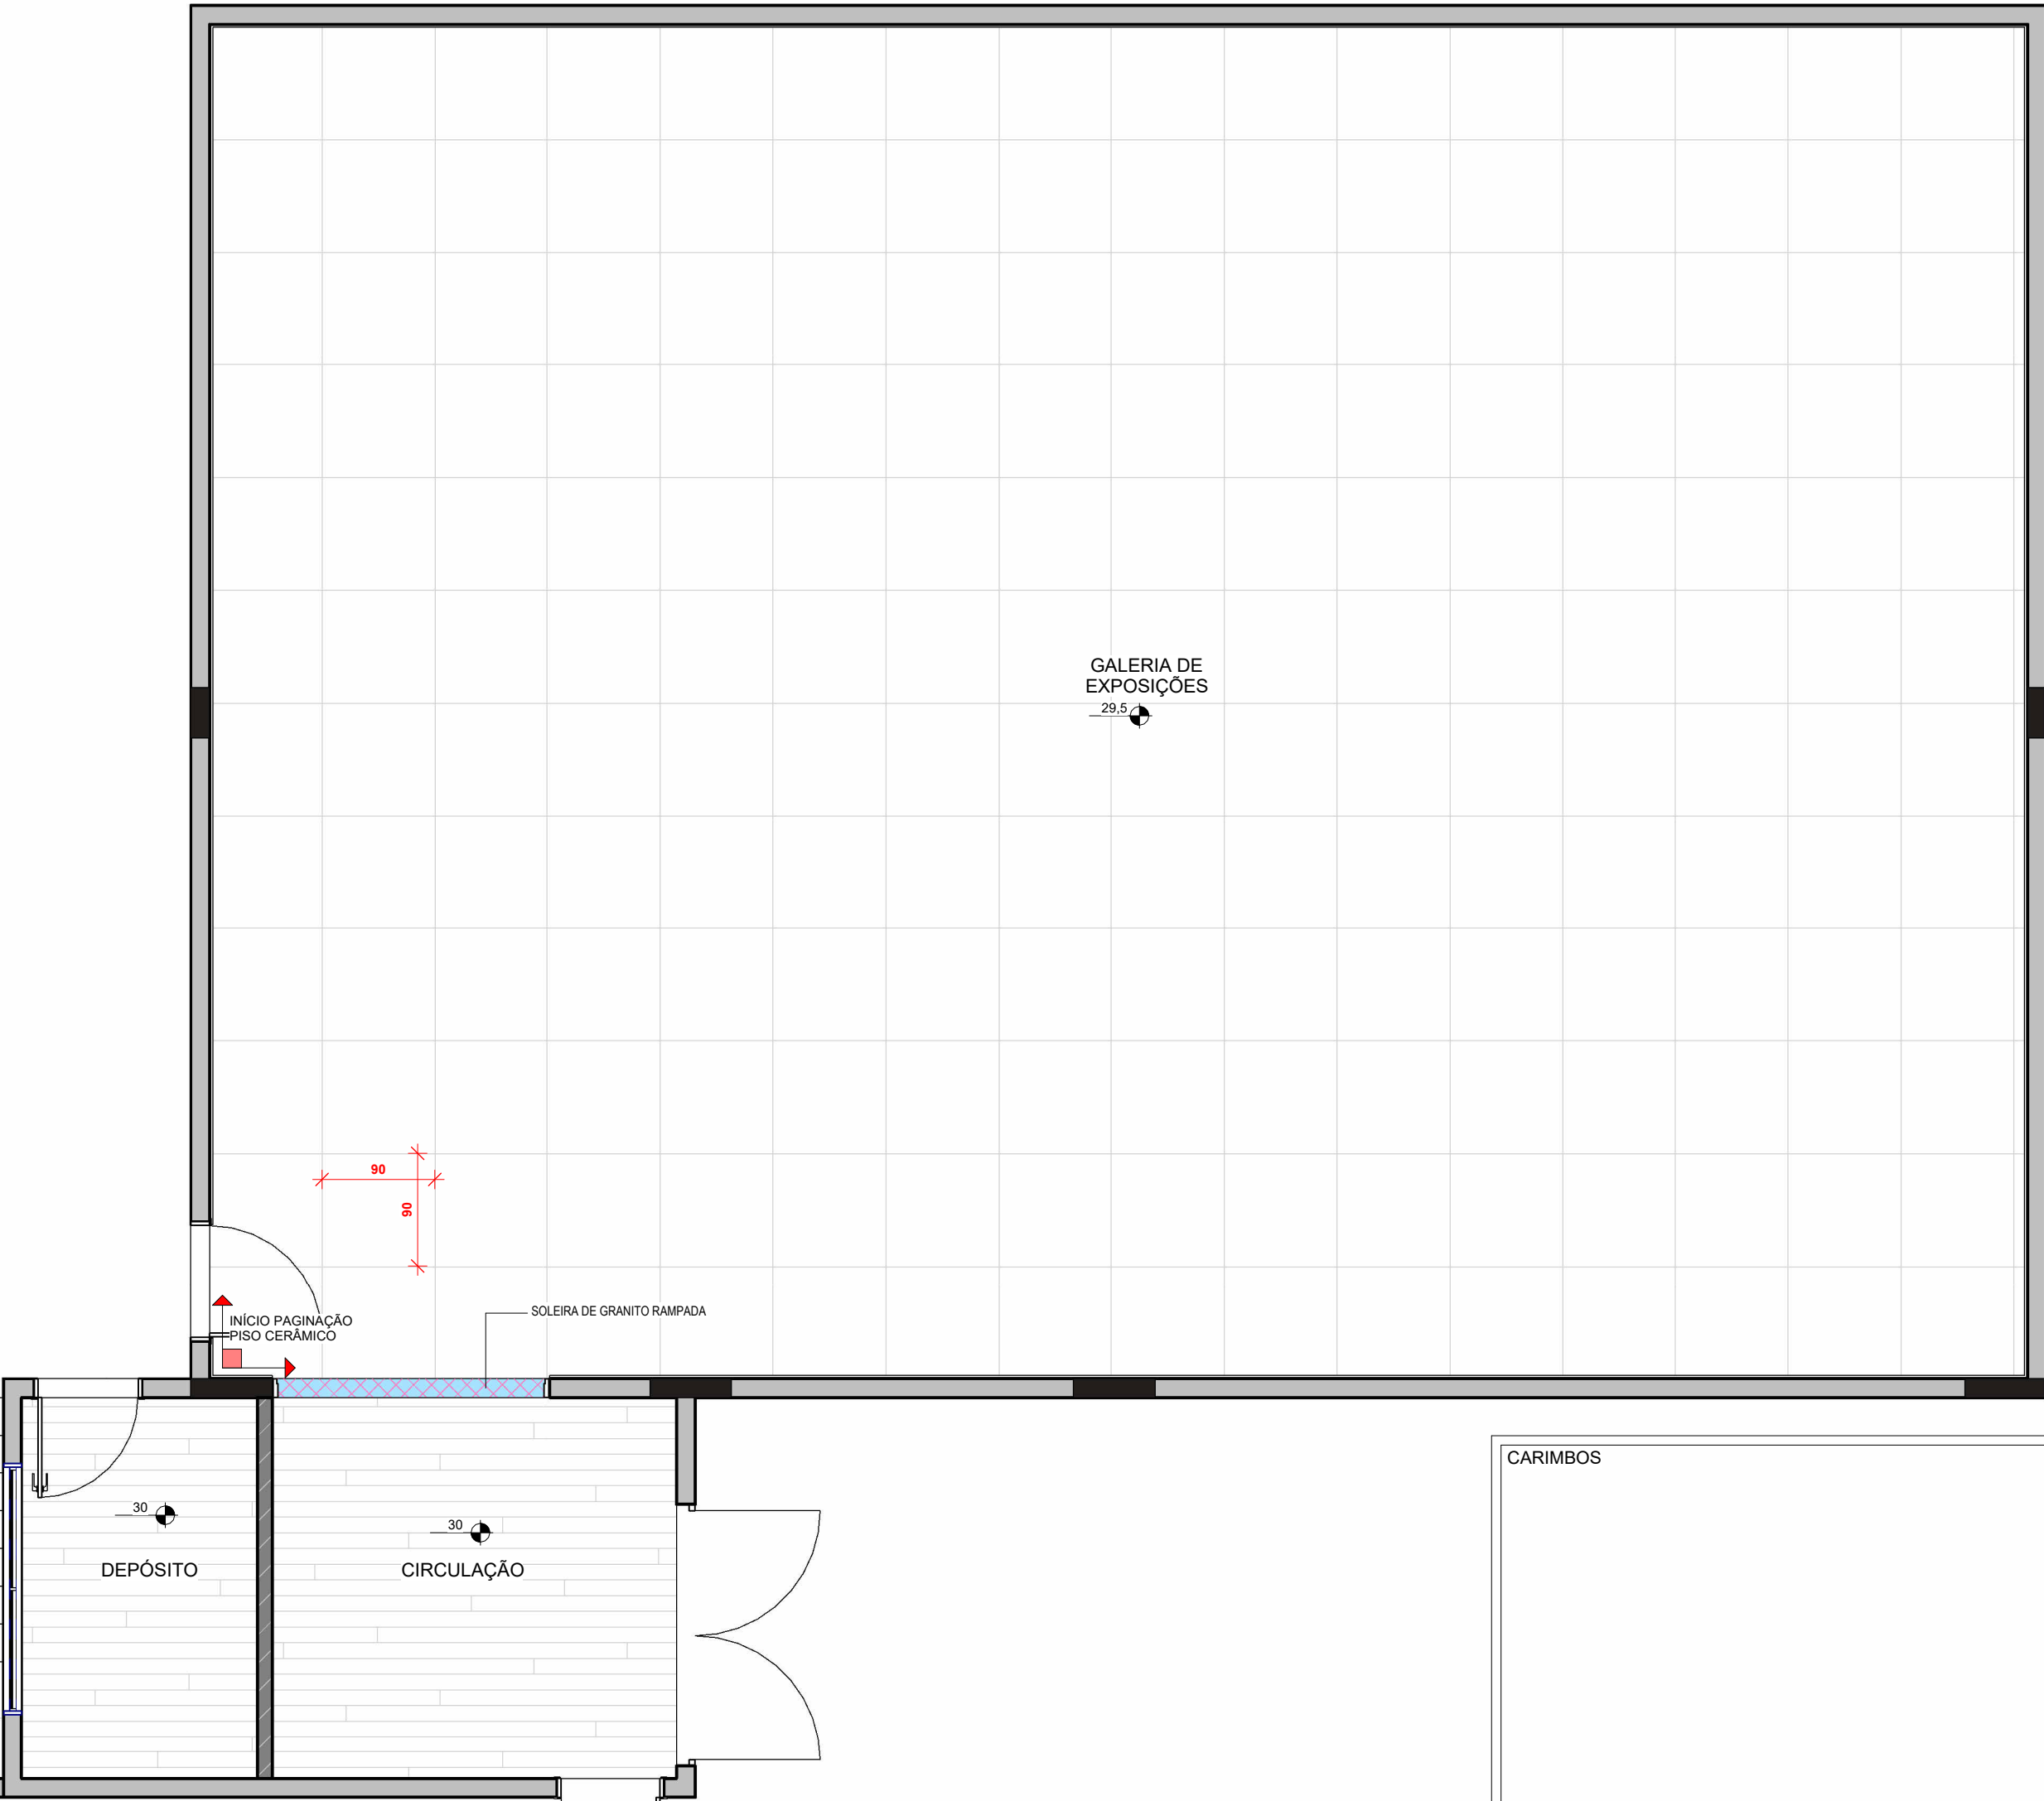 GALERIA DE
EXPOSIÇÕES
29,5
90
90
INÍCIO PAGINAÇÃO
PISO CERÂMICO
SOLEIRA DE GRANITO RAMPADA
CARIMBOS
30
DEPÓSITO
30
CIRCULAÇÃO